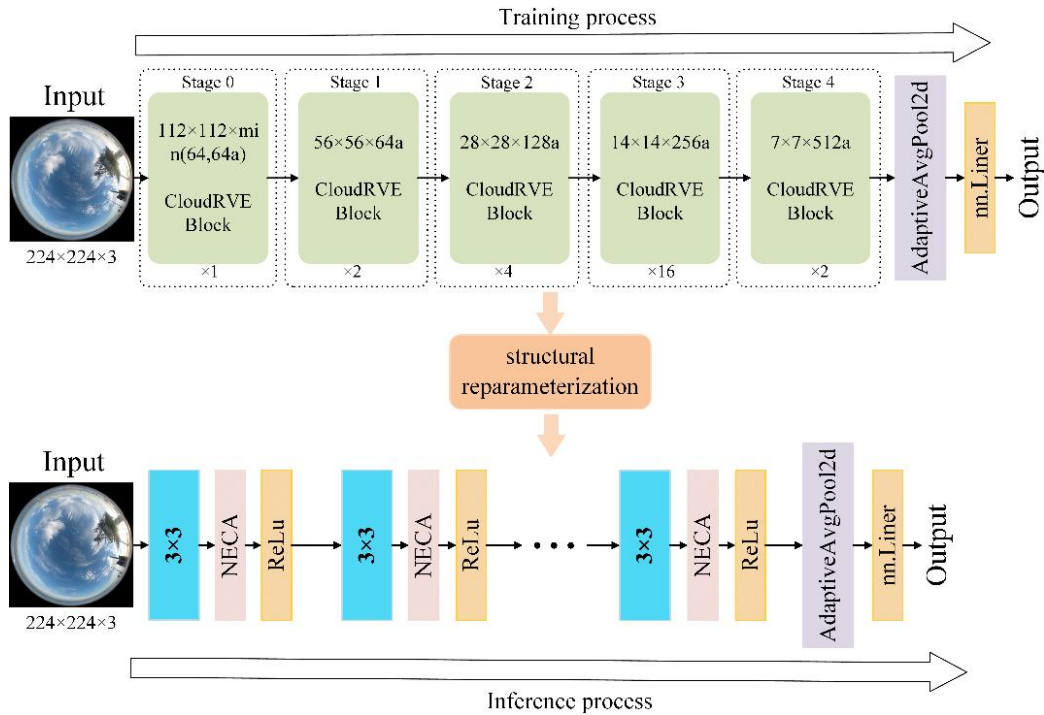 Training process
Input
224×224×3
Stage 0
112×112×mi
n(64,64a)
CloudRVE
Block
×1
Stage 1
56×56×64a
CloudRVE
Block
×2
Stage 2
28×28×128a
CloudRVE
Block
×4
Stage 3
14×14×256a
CloudRVE
Block
×16
Stage 4
7×7×512a
CloudRVE
Block
×2
AdaptiveAvgPool2d
nn.Liner
Output
structural
reparameterization
Input
224×224×3
3×3
NECA
ReLu
3×3
NECA
ReLu
3×3
NECA
ReLu
AdaptiveAvgPool2d
nn.Liner
Output
Inference process